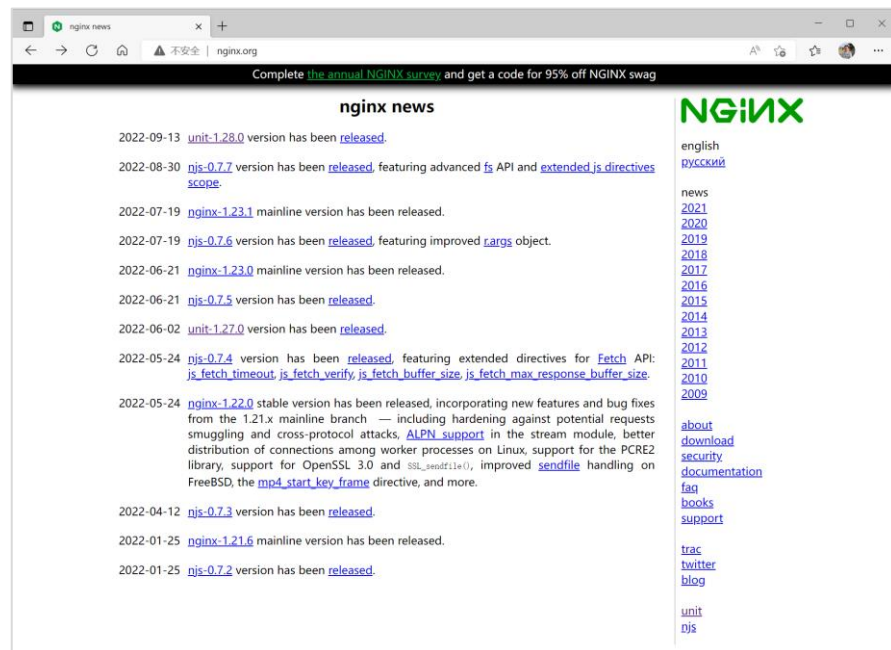 nginx news
不安全 | nginx.org
Complete the annual NGINX survey and get a code for 95% off NGINX swag
nginx news
2022-09-13 unit-1.28.0 version has been released.
2022-08-30 njs-0.7.7 version has been released, featuring advanced fs API and extended js directives
scope.
2022-07-19 nginx-1.23.1 mainline version has been released.
2022-07-19 njs-0.7.6 version has been released, featuring improved r.args object.
2022-06-21 nginx-1.23.0 mainline version has been released.
2022-06-21 njs-0.7.5 version has been released.
2022-06-02 unit-1.27.0 version has been released.
2022-05-24 njs-0.7.4 version has been released, featuring extended directives for Fetch API:
js_fetch_timeout, js_fetch_verify, js_fetch_buffer_size, js_fetch_max_response_buffer_size.
2022-05-24 nginx-1.22.0 stable version has been released, incorporating new features and bug fixes
from the 1.21.x mainline branch — including hardening against potential requests
smuggling and cross-protocol attacks, ALPN support in the stream module, better
distribution of connections among worker processes on Linux, support for the PCRE2
library, support for OpenSSL 3.0 and SSL_sendfile(), improved sendfile handling on
FreeBSD, the mp4_start_key_frame directive, and more.
2022-04-12 njs-0.7.3 version has been released.
2022-01-25 nginx-1.21.6 mainline version has been released.
2022-01-25 njs-0.7.2 version has been released.
NGINX
english
русский
news
2021
2020
2019
2018
2017
2016
2015
2014
2013
2012
2011
2010
2009
about
download
security
documentation
faq
books
support
trac
twitter
blog
unit
njs